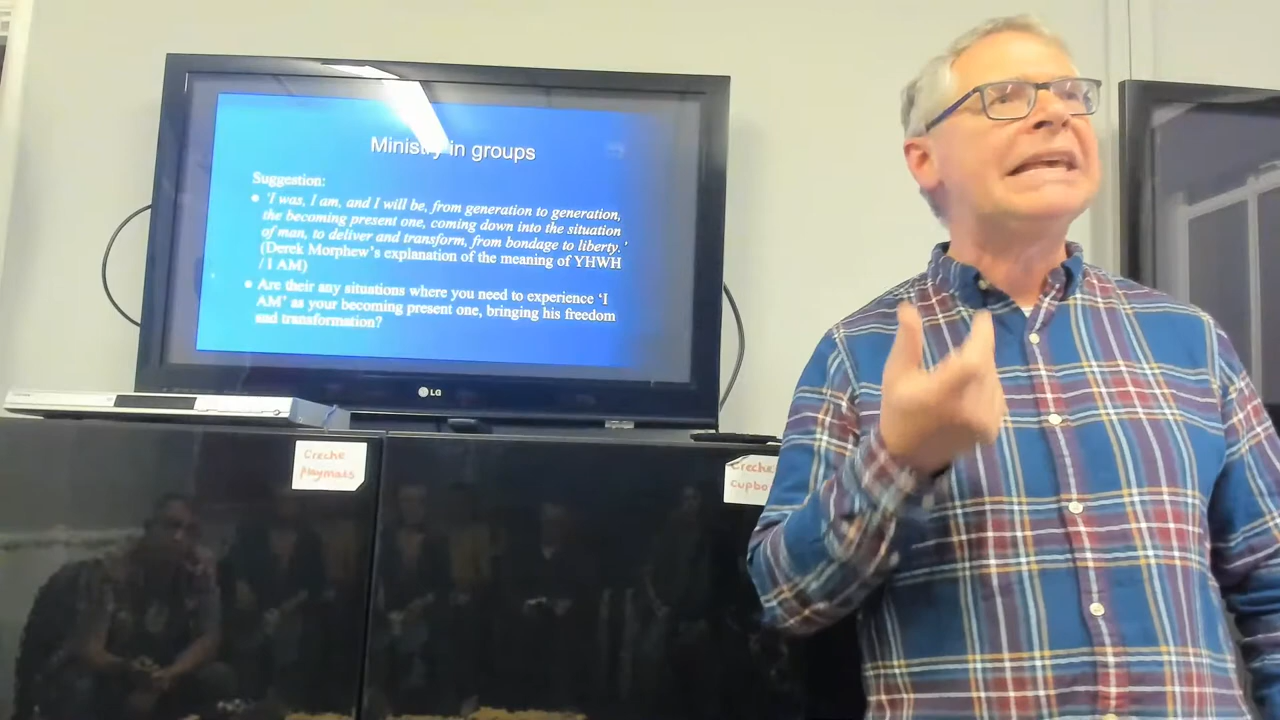 Ministry in groups
Suggestion:
• 'I was, I am, and I will be, from generation to generation,
the becoming present one, coming down into the situation
of man, to deliver and transform, from bondage to liberty.'
(Derek Morphew's explanation of the meaning of YHWH
/ I AM)
• Are their any situations where you need to experience 'I
AM' as your becoming present one, bringing his freedom
and transformation?
LG
Creche
Playmats
Creche
Cupbo